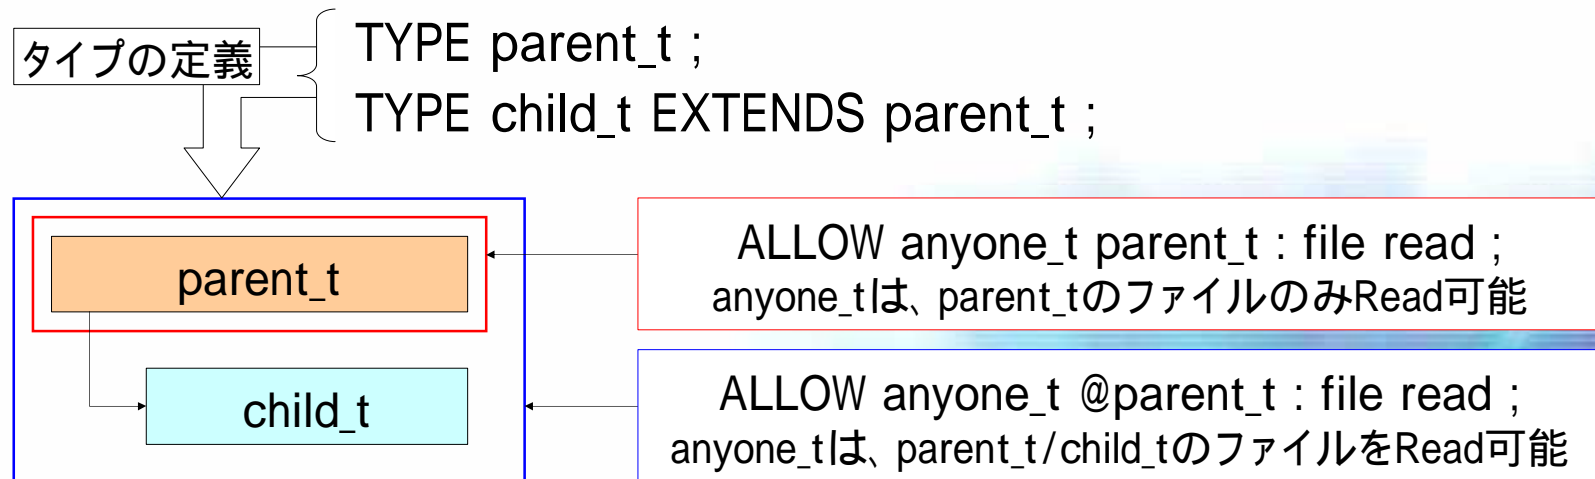 タイプの定義
TYPE parent_t ;
TYPE child_t EXTENDS parent_t ;
parent_t
child_t
ALLOW anyone_t parent_t : file read ;
anyone_tは、parent_tのファイルのみRead可能
ALLOW anyone_t @parent_t : file read ;
anyone_tは、parent_t/child_tのファイルをRead可能